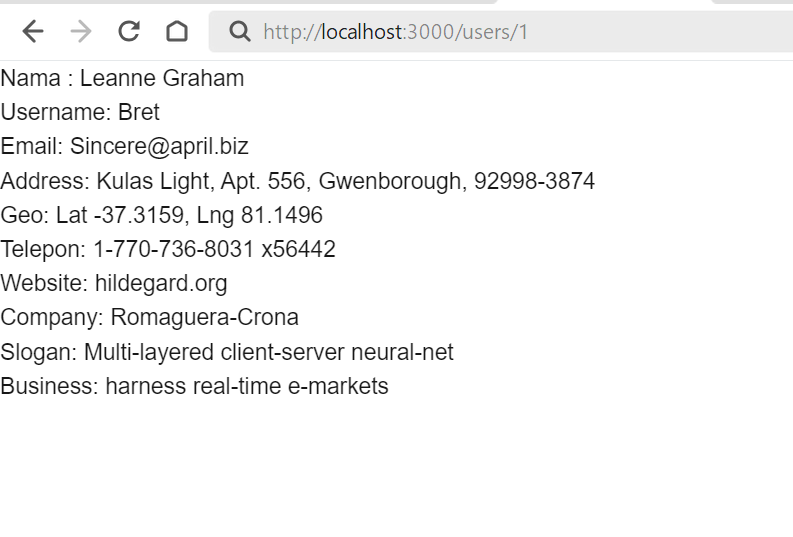 http://localhost:3000/users/1
Nama : Leanne Graham
Username: Bret
Email: Sincere@april.biz
Address: Kulas Light, Apt. 556, Gwenborough, 92998-3874
Geo: Lat -37.3159, Lng 81.1496
Telepon: 1-770-736-8031 x56442
Website: hildegard.org
Company: Romaguera-Crona
Slogan: Multi-layered client-server neural-net
Business: harness real-time e-markets